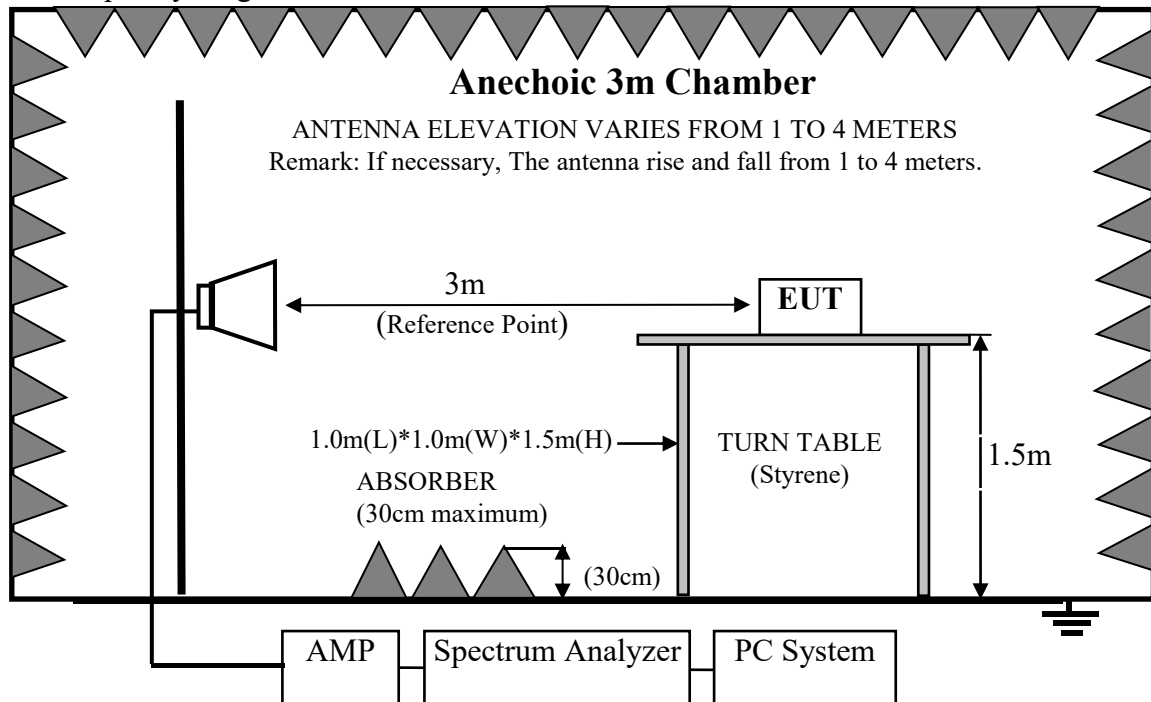 Anechoic 3m Chamber
ANTENNA ELEVATION VARIES FROM 1 TO 4 METERS
Remark: If necessary, The antenna rise and fall from 1 to 4 meters.
3m
(Reference Point)
EUT
1.0m(L)*1.0m(W)*1.5m(H)
TURN TABLE
(Styrene)
1.5m
ABSORBER
(30cm maximum)
(30cm)
AMP
Spectrum Analyzer
PC System